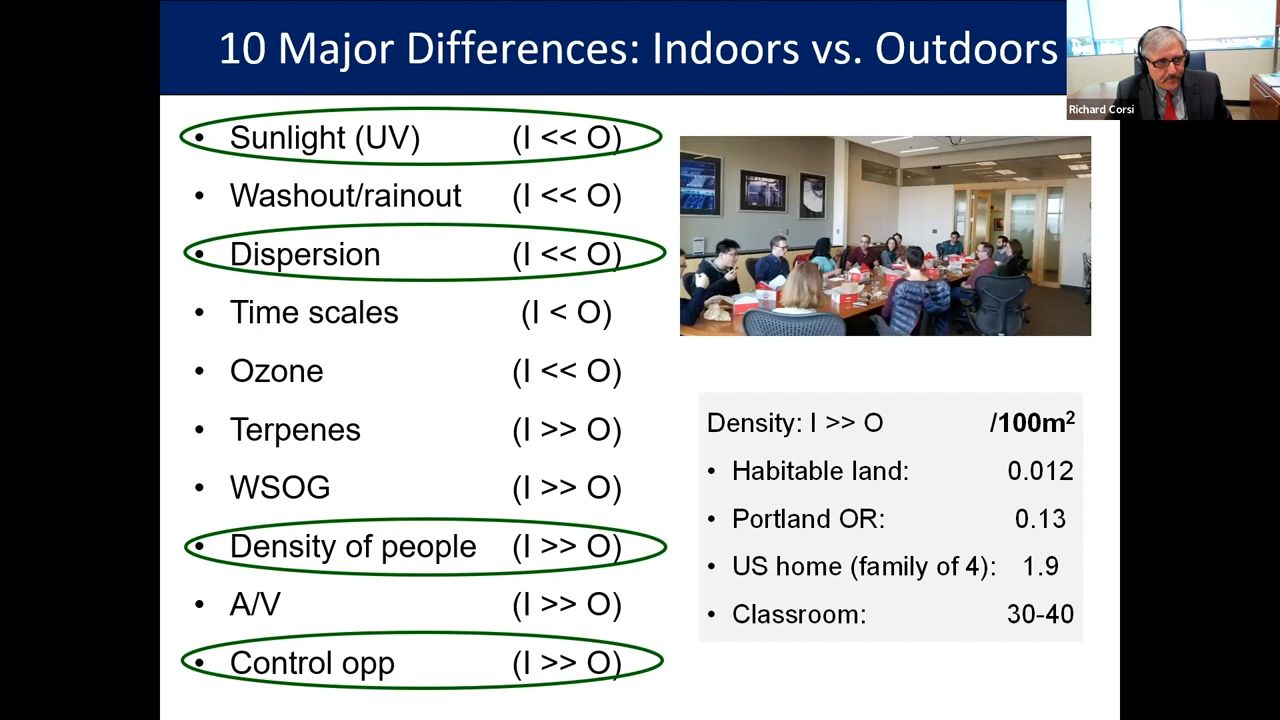 10 Major Differences: Indoors vs. Outdoors
Richard Corsi
• Sunlight (UV) (I << O)
• Washout/rainout (I << O)
• Dispersion (I << O)
• Time scales (I < O)
• Ozone (I << O)
• Terpenes (I >> O)
• WSOG (I >> O)
• Density of people (I >> O)
• A/V (I >> O)
• Control opp (I >> O)
Density: I >> O /100m²
• Habitable land: 0.012
• Portland OR: 0.13
• US home (family of 4): 1.9
• Classroom: 30-40